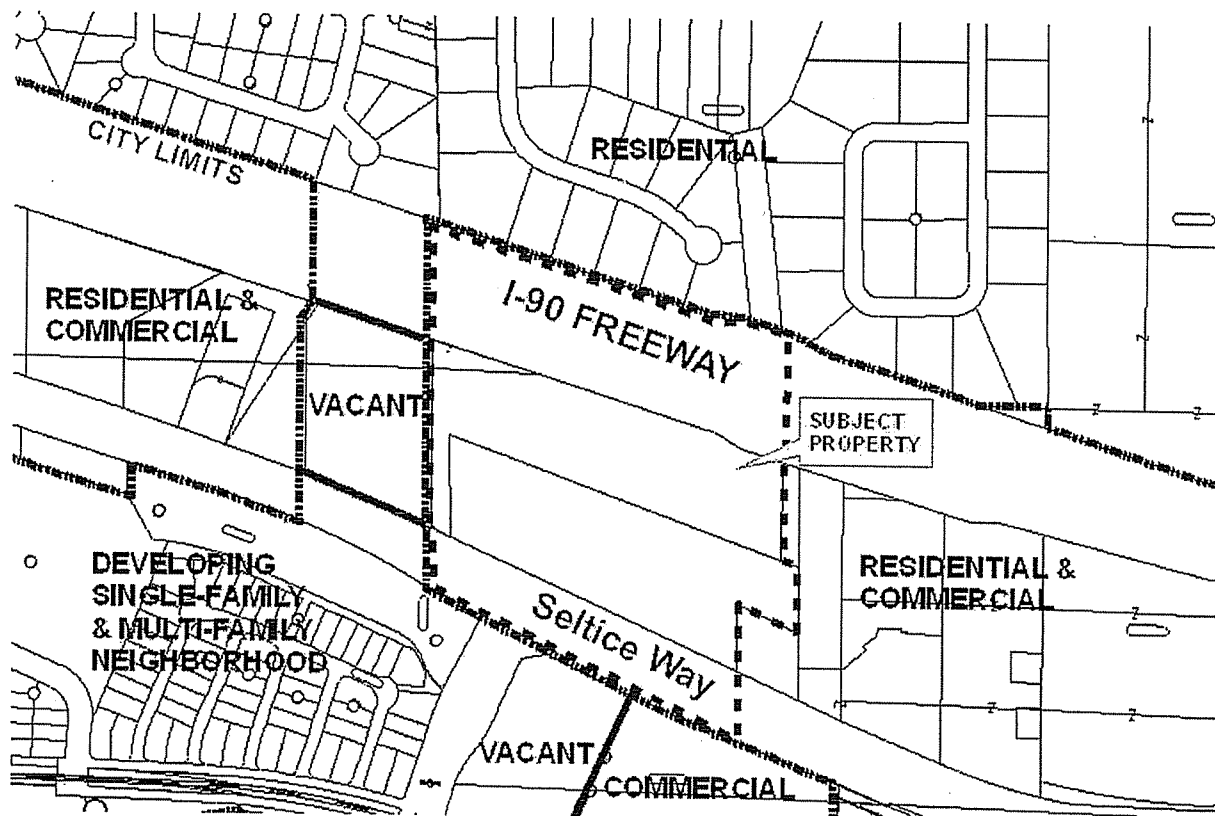 CITY LIMITS
RESIDENTIAL
I-90 FREEWAY
RESIDENTIAL &
COMMERCIAL
VACANT
SUBJECT
PROPERTY
DEVELOPING
SINGLE-FAMILY
& MULTI-FAMILY
NEIGHBORHOOD
Seltice Way
RESIDENTIAL &
COMMERCIAL
VACANT
COMMERCIAL